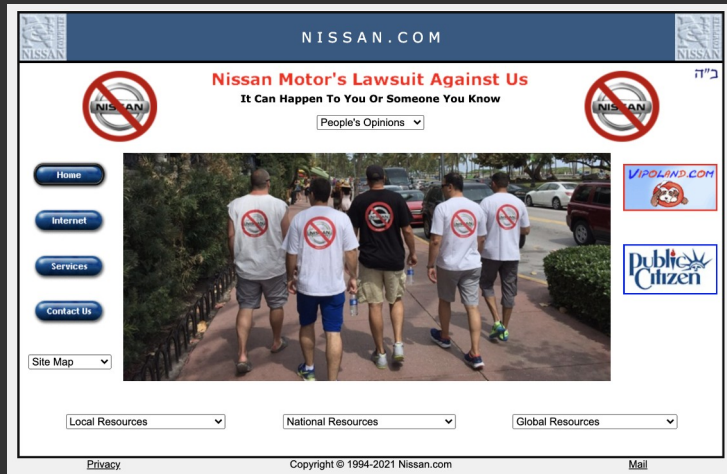 NISSAN
NISSAN.COM
NISSAN
ב"ה
Nissan Motor's Lawsuit Against Us
It Can Happen To You Or Someone You Know
People's Opinions
NISSAN
NISSAN
Home
Internet
Services
Contact Us
Site Map
VIPOLAND.COM
Public Citizen
Local Resources
National Resources
Global Resources
Privacy
Copyright © 1994-2021 Nissan.com
Mail